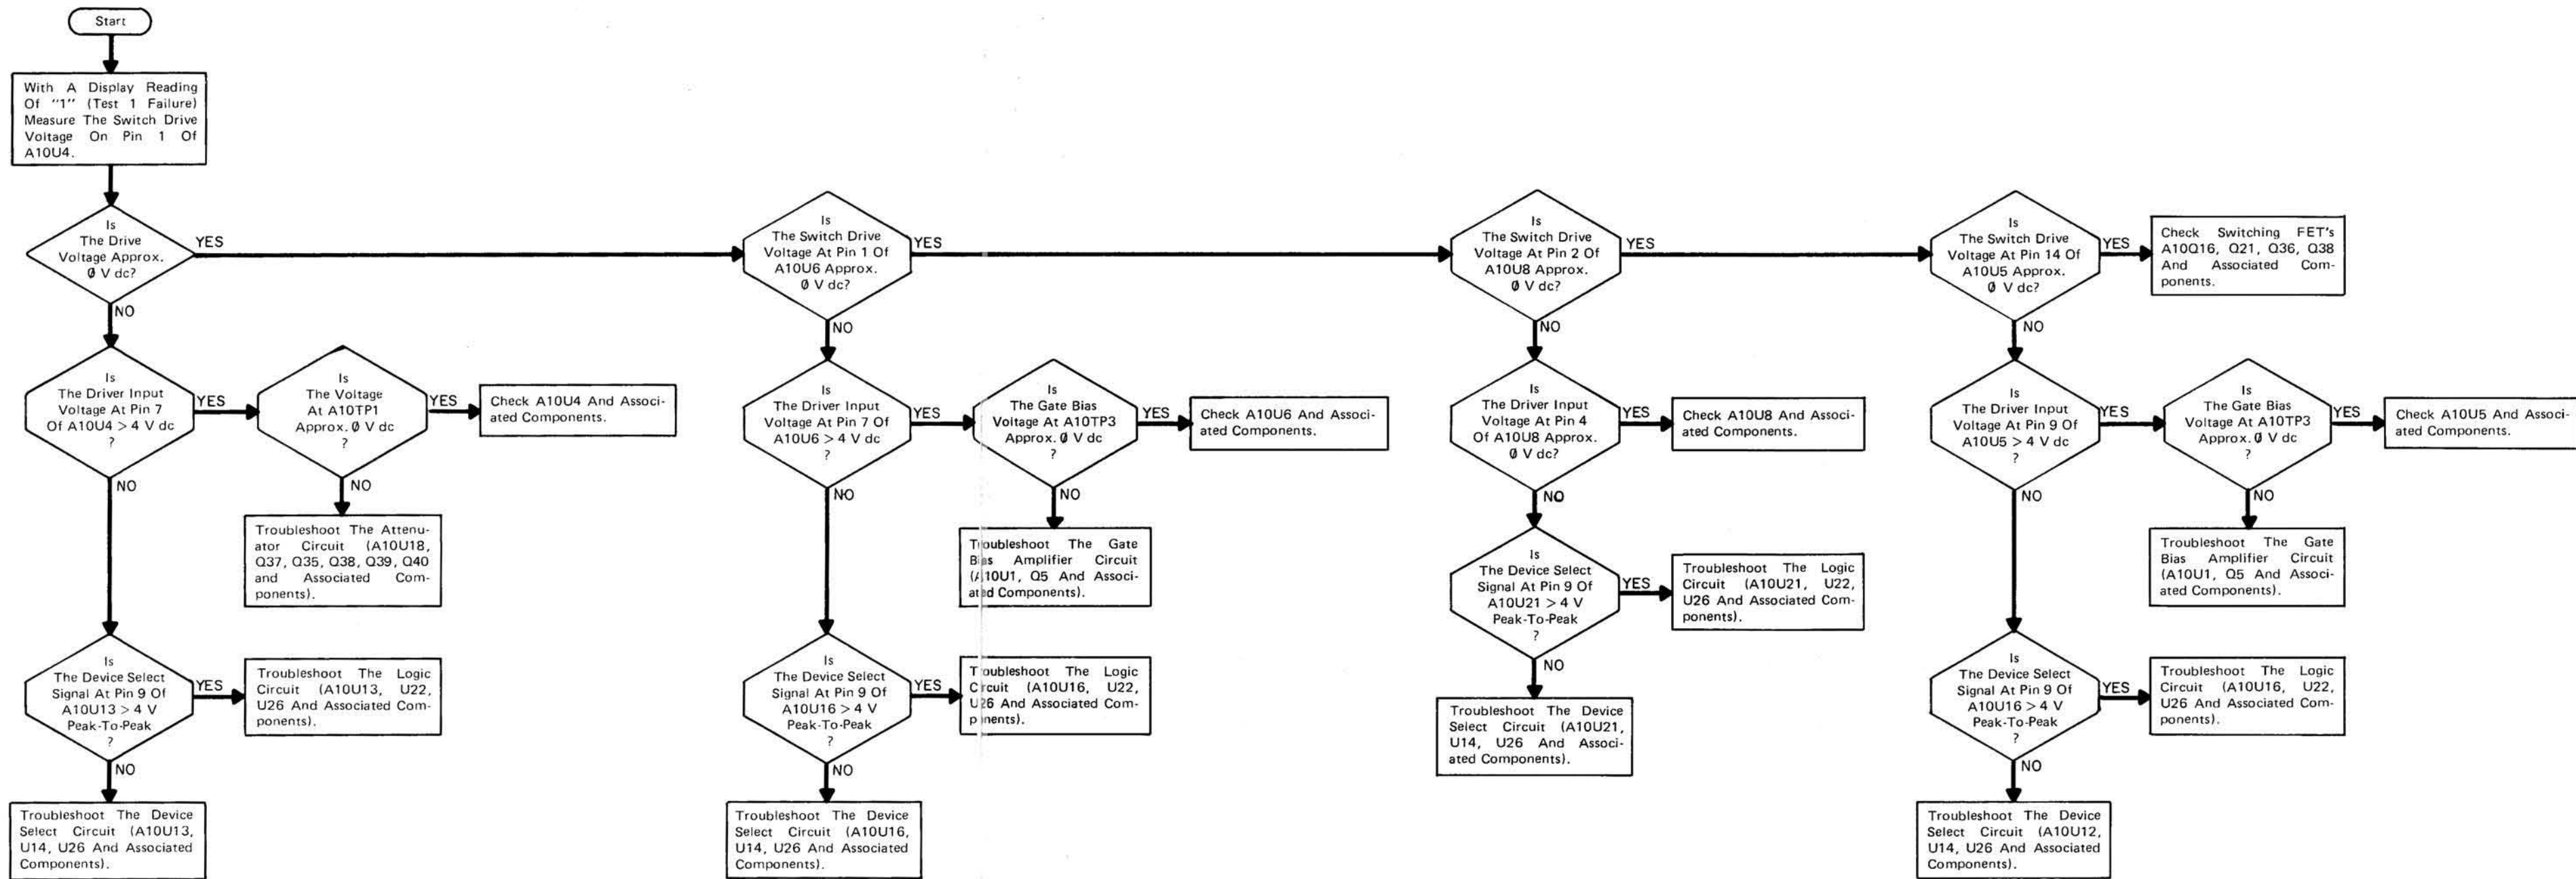 Start
With A Display Reading
Of "1" (Test 1 Failure)
Measure The Switch Drive
Voltage On Pin 1 Of
A10U4.
Is
The Drive
Voltage Approx.
0 V dc?
YES
NO
Is
The Switch Drive
Voltage At Pin 1 Of
A10U6 Approx.
0 V dc?
YES
NO
Is
The Switch Drive
Voltage At Pin 2 Of
A10U8 Approx.
0 V dc?
YES
NO
Is
The Switch Drive
Voltage At Pin 14 Of
A10U5 Approx.
0 V dc?
YES
NO
Check Switching FET's
A10Q16, Q21, Q36, Q38
And Associated Com-
ponents.
Is
The Driver Input
Voltage At Pin 7
Of A10U4 > 4 V dc
?
YES
NO
Is
The Voltage
At A10TP1
Approx. 0 V dc
?
YES
NO
Check A10U4 And Associ-
ated Components.
Troubleshoot The Attenu-
ator Circuit (A10U18,
Q37, Q35, Q38, Q39, Q40
and Associated Com-
ponents).
Is
The Device Select
Signal At Pin 9 Of
A10U13 > 4 V
Peak-To-Peak
?
YES
NO
Troubleshoot The Logic
Circuit (A10U13, U22,
U26 And Associated Com-
ponents).
Troubleshoot The Device
Select Circuit (A10U13,
U14, U26 And Associated
Components).
Is
The Driver Input
Voltage At Pin 7 Of
A10U6 > 4 V dc
?
YES
NO
Is
The Gate Bias
Voltage At A10TP3
Approx. 0 V dc
?
YES
NO
Check A10U6 And Associ-
ated Components.
Troubleshoot The Gate
Bias Amplifier Circuit
(A10U1, Q5 And Associ-
ated Components).
Is
The Device Select
Signal At Pin 9 Of
A10U16 > 4 V
Peak-To-Peak
?
YES
NO
Troubleshoot The Logic
Circuit (A10U16, U22,
U26 And Associated Com-
ponents).
Troubleshoot The Device
Select Circuit (A10U16,
U14, U26 And Associated
Components).
Is
The Driver Input
Voltage At Pin 4
Of A10U8 Approx.
0 V dc?
YES
NO
Check A10U8 And Associ-
ated Components.
Is
The Device Select
Signal At Pin 9 Of
A10U21 > 4 V
Peak-To-Peak
?
YES
NO
Troubleshoot The Logic
Circuit (A10U21, U22,
U26 And Associated Com-
ponents).
Troubleshoot The Device
Select Circuit (A10U21,
U14, U26 And Associ-
ated Components).
Is
The Driver Input
Voltage At Pin 9 Of
A10U5 > 4 V dc
?
YES
NO
Is
The Gate Bias
Voltage At A10TP3
Approx. 0 V dc
?
YES
NO
Check A10U5 And Associ-
ated Components.
Troubleshoot The Gate
Bias Amplifier Circuit
(A10U1, Q5 And Associ-
ated Components).
Is
The Device Select
Signal At Pin 9 Of
A10U16 > 4 V
Peak-To-Peak
?
YES
NO
Troubleshoot The Logic
Circuit (A10U16, U22,
U26 And Associated Com-
ponents).
Troubleshoot The Device
Select Circuit (A10U12,
U14, U26 And Associated
Components).